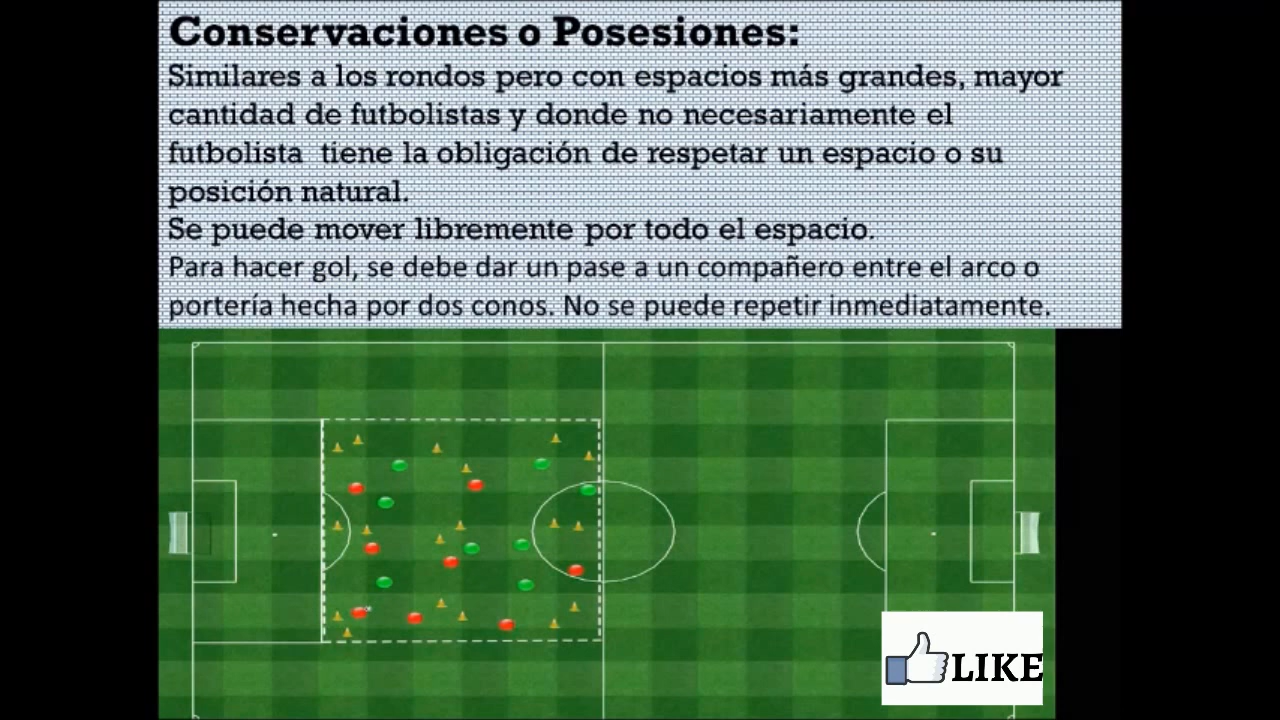 Conservaciones o Posesiones:
Similares a los rondos pero con espacios más grandes, mayor
cantidad de futbolistas y donde no necesariamente el
futbolista tiene la obligación de respetar un espacio o su
posición natural.
Se puede mover libremente por todo el espacio.
Para hacer gol, se debe dar un pase a un compañero entre el arco o
portería hecha por dos conos. No se puede repetir inmediatamente.
LIKE